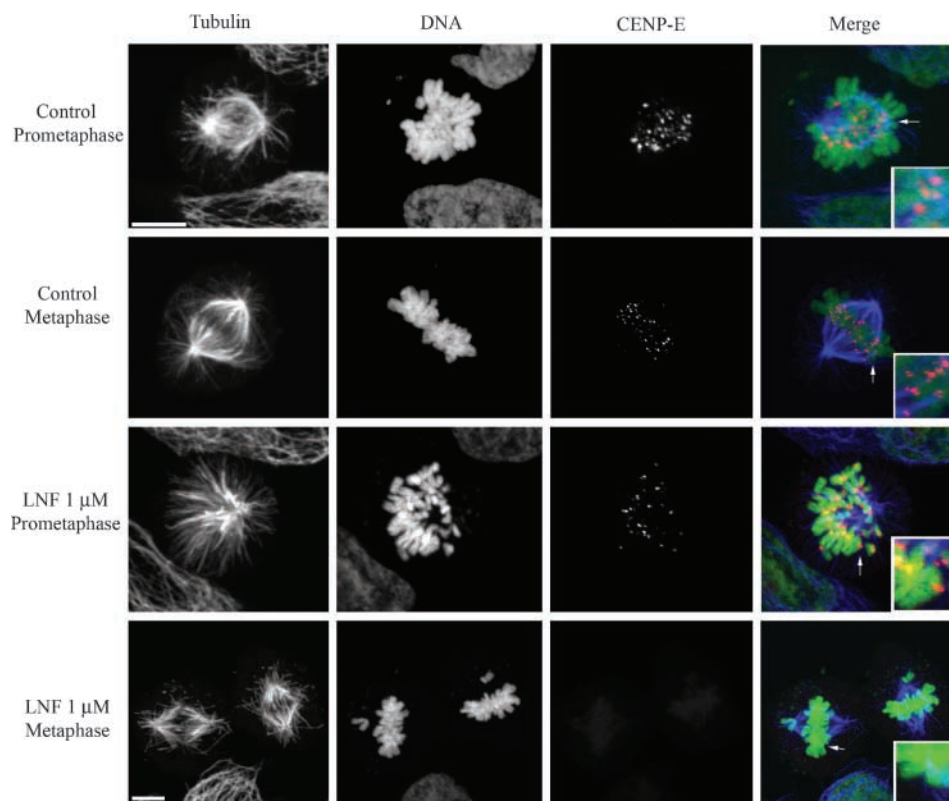 Tubulin DNA CENP-E Merge
Control
Prometaphase
Control
Metaphase
LNF 1 μM
Prometaphase
LNF 1 μM
Metaphase